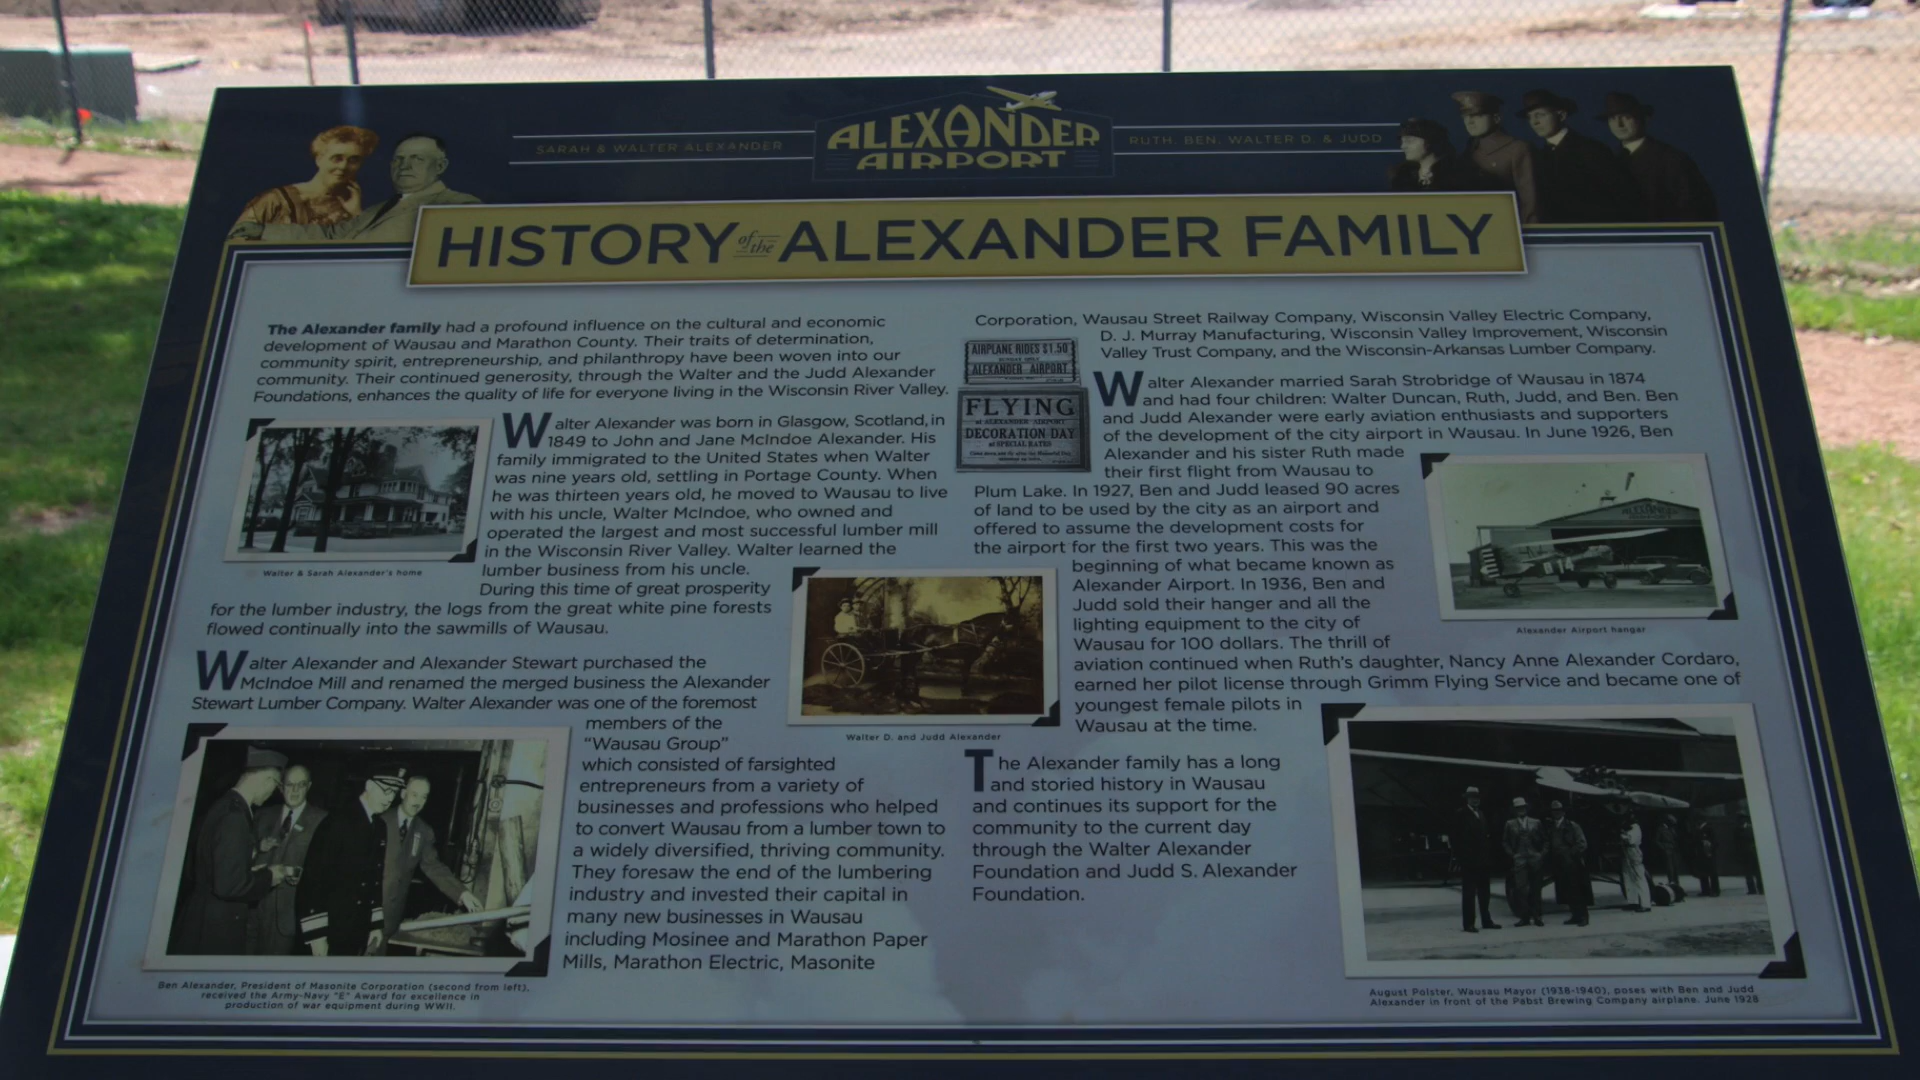 SARAH & WALTER ALEXANDER
ALEXANDER
AIRPORT
RUTH, BEN, WALTER D. & JUDD
HISTORY of the ALEXANDER FAMILY
The Alexander family had a profound influence on the cultural and economic
development of Wausau and Marathon County. Their traits of determination,
community spirit, entrepreneurship, and philanthropy have been woven into our
community. Their continued generosity, through the Walter and the Judd Alexander
Foundations, enhances the quality of life for everyone living in the Wisconsin River Valley.
Walter & Sarah Alexander's home
Walter Alexander was born in Glasgow, Scotland, in
1849 to John and Jane McIndoe Alexander. His
family immigrated to the United States when Walter
was nine years old, settling in Portage County. When
he was thirteen years old, he moved to Wausau to live
with his uncle, Walter McIndoe, who owned and
operated the largest and most successful lumber mill
in the Wisconsin River Valley. Walter learned the
lumber business from his uncle.
During this time of great prosperity
for the lumber industry, the logs from the great white pine forests
flowed continually into the sawmills of Wausau.
Walter Alexander and Alexander Stewart purchased the
McIndoe Mill and renamed the merged business the Alexander
Stewart Lumber Company. Walter Alexander was one of the foremost
members of the
"Wausau Group"
which consisted of farsighted
entrepreneurs from a variety of
businesses and professions who helped
to convert Wausau from a lumber town to
a widely diversified, thriving community.
They foresaw the end of the lumbering
industry and invested their capital in
many new businesses in Wausau
including Mosinee and Marathon Paper
Mills, Marathon Electric, Masonite
Ben Alexander, President of Masonite Corporation (second from left),
received the Army-Navy "E" Award for excellence in
production of war equipment during WWII.
Walter D. and Judd Alexander
Corporation, Wausau Street Railway Company, Wisconsin Valley Electric Company,
D. J. Murray Manufacturing, Wisconsin Valley Improvement, Wisconsin
Valley Trust Company, and the Wisconsin-Arkansas Lumber Company.
AIRPLANE RIDES $1.50
ALEXANDER AIRPORT
FLYING
at ALEXANDER AIRPORT
DECORATION DAY
at SPECIAL RATES
Walter Alexander married Sarah Strobridge of Wausau in 1874
and had four children: Walter Duncan, Ruth, Judd, and Ben. Ben
and Judd Alexander were early aviation enthusiasts and supporters
of the development of the city airport in Wausau. In June 1926, Ben
Alexander and his sister Ruth made
their first flight from Wausau to
Plum Lake. In 1927, Ben and Judd leased 90 acres
of land to be used by the city as an airport and
offered to assume the development costs for
the airport for the first two years. This was the
beginning of what became known as
Alexander Airport. In 1936, Ben and
Judd sold their hanger and all the
lighting equipment to the city of
Wausau for 100 dollars. The thrill of
aviation continued when Ruth's daughter, Nancy Anne Alexander Cordaro,
earned her pilot license through Grimm Flying Service and became one of
youngest female pilots in
Wausau at the time.
Alexander Airport hangar
The Alexander family has a long
and storied history in Wausau
and continues its support for the
community to the current day
through the Walter Alexander
Foundation and Judd S. Alexander
Foundation.
August Polster, Wausau Mayor (1938-1940), poses with Ben and Judd
Alexander in front of the Pabst Brewing Company airplane. June 1928